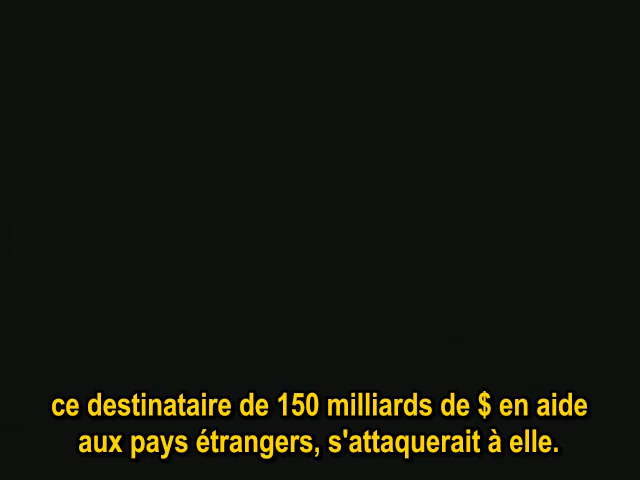 ce destinataire de 150 milliards de $ en aide
aux pays étrangers, s'attaquerait à elle.